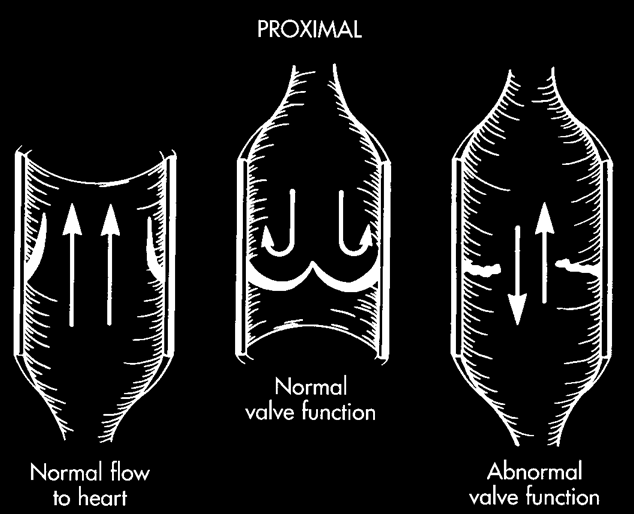 PROXIMAL
Normal flow
to heart
Normal
valve function
Abnormal
valve function